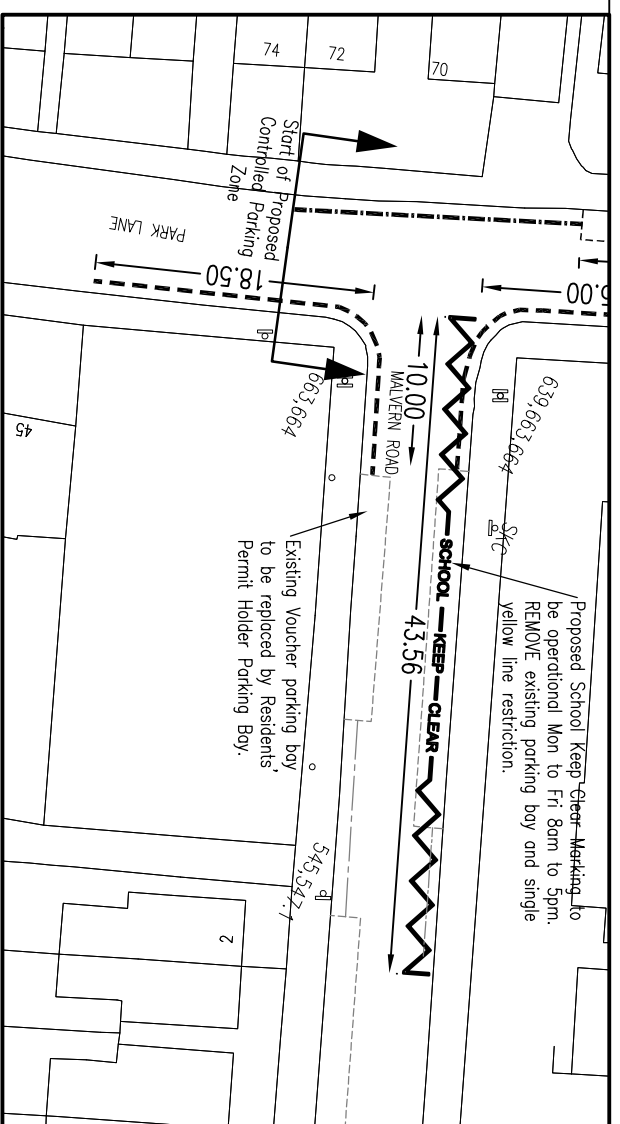 74
72
70
Start of Proposed
Controlled Parking
Zone
PARK LANE
18.50
5.00
10.00
MALVERN ROAD
639,663,664
663,664
SKC
45
SCHOOL KEEP CLEAR
43.56
Proposed School Keep Clear Marking to
be operational Mon to Fri 8am to 5pm.
REMOVE existing parking bay and single
yellow line restriction.
Existing Voucher parking bay
to be replaced by Residents'
Permit Holder Parking Bay.
545,547.1
2